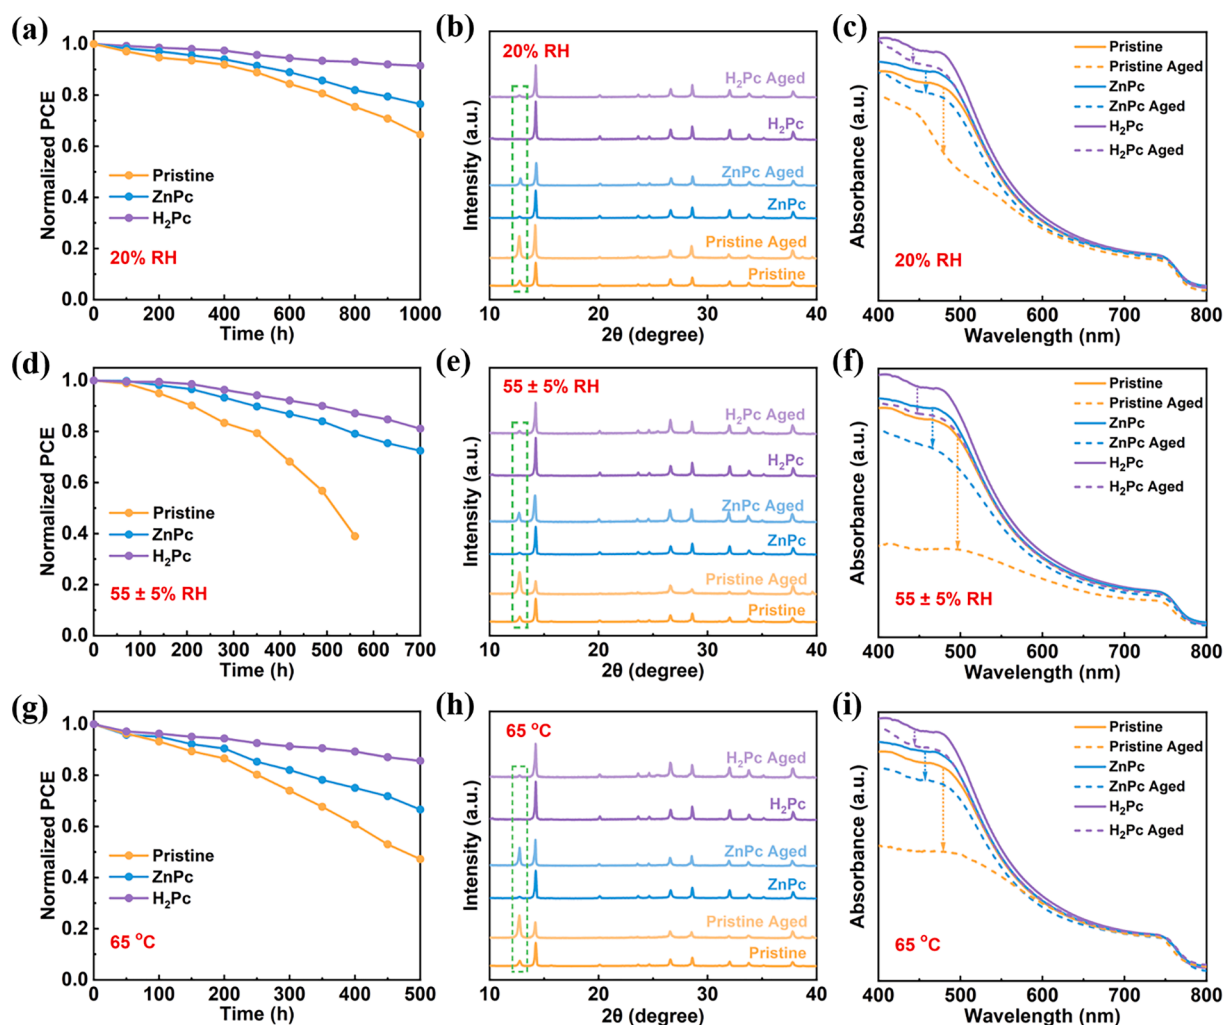 (a)
1.0
0.8
0.6
0.4
0.2
0.0
Normalized PCE
Pristine
ZnPc
H₂Pc
20% RH
0 200 400 600 800 1000
Time (h)
(b)
20% RH
H₂Pc Aged
H₂Pc
ZnPc Aged
ZnPc
Pristine Aged
Pristine
Intensity (a.u.)
10 20 30 40
2θ (degree)
(c)
Pristine
Pristine Aged
ZnPc
ZnPc Aged
H₂Pc
H₂Pc Aged
20% RH
Absorbance (a.u.)
400 500 600 700 800
Wavelength (nm)
(d)
1.0
0.8
0.6
0.4
0.2
0.0
Normalized PCE
Pristine
ZnPc
H₂Pc
55 ± 5% RH
0 100 200 300 400 500 600 700
Time (h)
(e)
55 ± 5% RH
H₂Pc Aged
H₂Pc
ZnPc Aged
ZnPc
Pristine Aged
Pristine
Intensity (a.u.)
10 20 30 40
2θ (degree)
(f)
Pristine
Pristine Aged
ZnPc
ZnPc Aged
H₂Pc
H₂Pc Aged
55 ± 5% RH
Absorbance (a.u.)
400 500 600 700 800
Wavelength (nm)
(g)
1.0
0.8
0.6
0.4
0.2
0.0
Normalized PCE
Pristine
ZnPc
H₂Pc
65 °C
0 100 200 300 400 500
Time (h)
(h)
65 °C
H₂Pc Aged
H₂Pc
ZnPc Aged
ZnPc
Pristine Aged
Pristine
Intensity (a.u.)
10 20 30 40
2θ (degree)
(i)
Pristine
Pristine Aged
ZnPc
ZnPc Aged
H₂Pc
H₂Pc Aged
65 °C
Absorbance (a.u.)
400 500 600 700 800
Wavelength (nm)